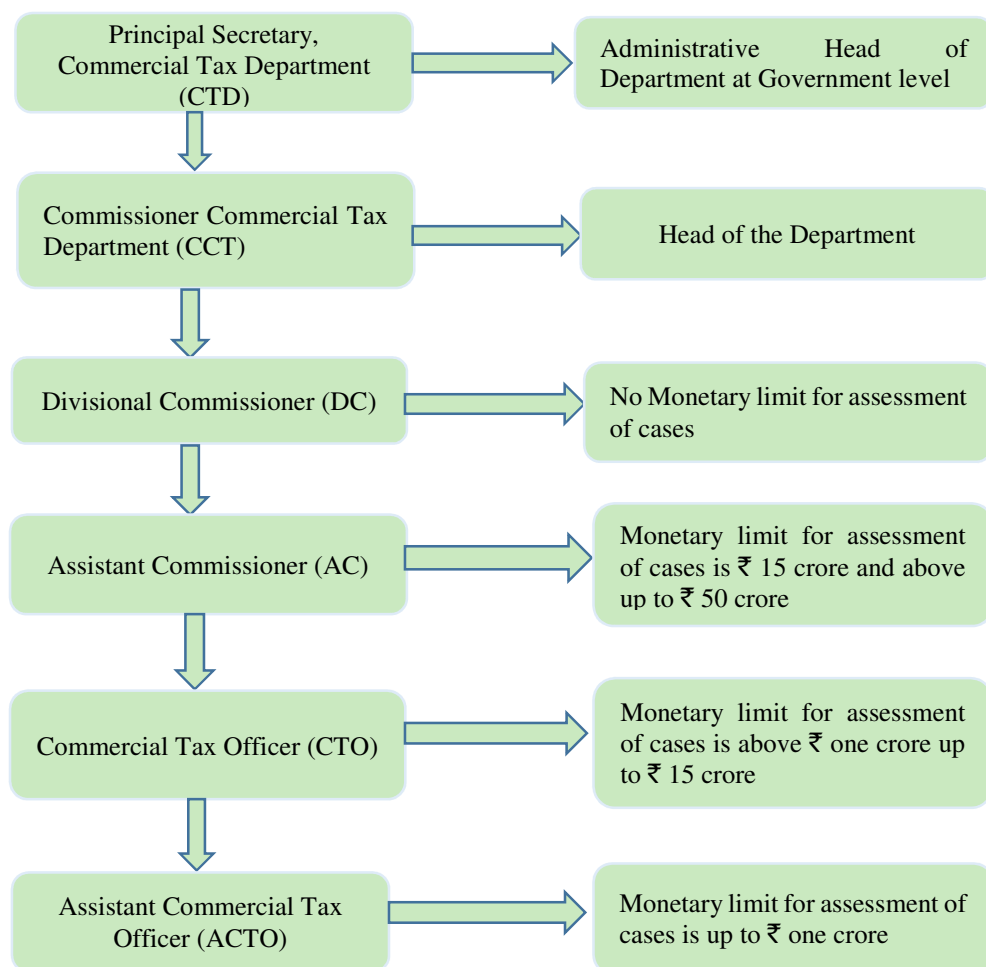 Principal Secretary,
Commercial Tax Department
(CTD)
Administrative Head of
Department at Government level
Commissioner Commercial Tax
Department (CCT)
Head of the Department
Divisional Commissioner (DC)
No Monetary limit for assessment
of cases
Assistant Commissioner (AC)
Monetary limit for assessment
of cases is ₹ 15 crore and above
up to ₹ 50 crore
Commercial Tax Officer (CTO)
Monetary limit for assessment
of cases is above ₹ one crore up
to ₹ 15 crore
Assistant Commercial Tax
Officer (ACTO)
Monetary limit for assessment of
cases is up to ₹ one crore